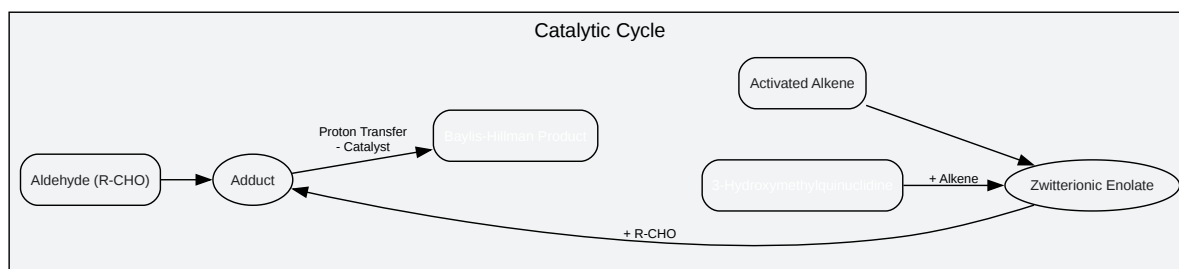 Catalytic Cycle
Activated Alkene
Proton Transfer
- Catalyst
Baylis-Hillman Product
Aldehyde (R-CHO)
Adduct
3-Hydroxymethylquinuclidine
+ Alkene
Zwitterionic Enolate
+ R-CHO